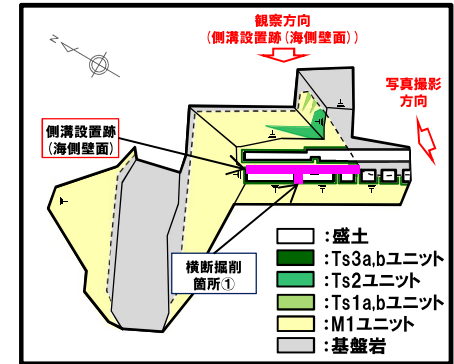 観察方向
(側溝設置跡(海側壁面))
写真撮影
方向
N
側溝設置跡
(海側壁面)
横断掘削
箇所①
:盛土
:Ts3a,bユニット
:Ts2ユニット
:Ts1a,bユニット
:M1ユニット
:基盤岩